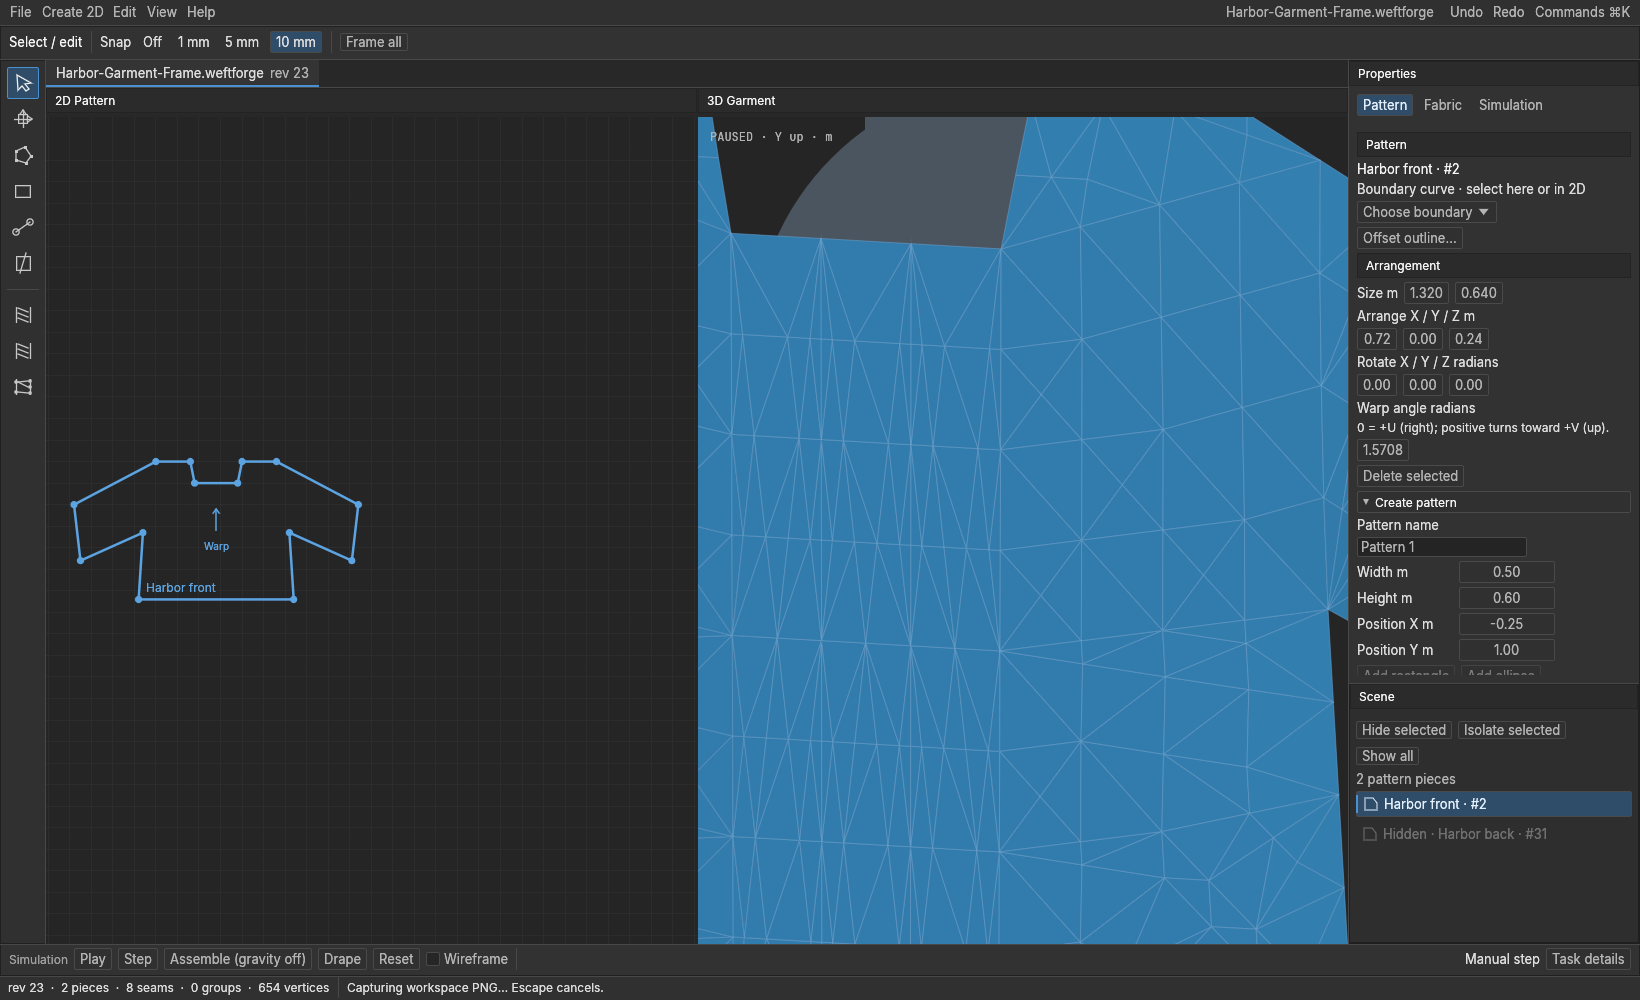 File Create 2D Edit View Help
Harbor-Garment-Frame.weftforge Undo Redo Commands ⌘K
Select / edit Snap Off 1 mm 5 mm 10 mm Frame all
Harbor-Garment-Frame.weftforge rev 23
2D Pattern
Warp
Harbor front
3D Garment
PAUSED · Y up · m
Properties
Pattern Fabric Simulation
Pattern
Harbor front · #2
Boundary curve · select here or in 2D
Choose boundary
Offset outline...
Arrangement
Size m 1.320 0.640
Arrange X / Y / Z m
0.72 0.00 0.24
Rotate X / Y / Z radians
0.00 0.00 0.00
Warp angle radians
0 = +U (right); positive turns toward +V (up).
1.5708
Delete selected
Create pattern
Pattern name
Pattern 1
Width m 0.50
Height m 0.60
Position X m -0.25
Position Y m 1.00
Add rectangle Add ellipse
Scene
Hide selected Isolate selected
Show all
2 pattern pieces
Harbor front · #2
Hidden · Harbor back · #31
Simulation Play Step Assemble (gravity off) Drape Reset Wireframe
Manual step Task details
rev 23 · 2 pieces · 8 seams · 0 groups · 654 vertices Capturing workspace PNG... Escape cancels.